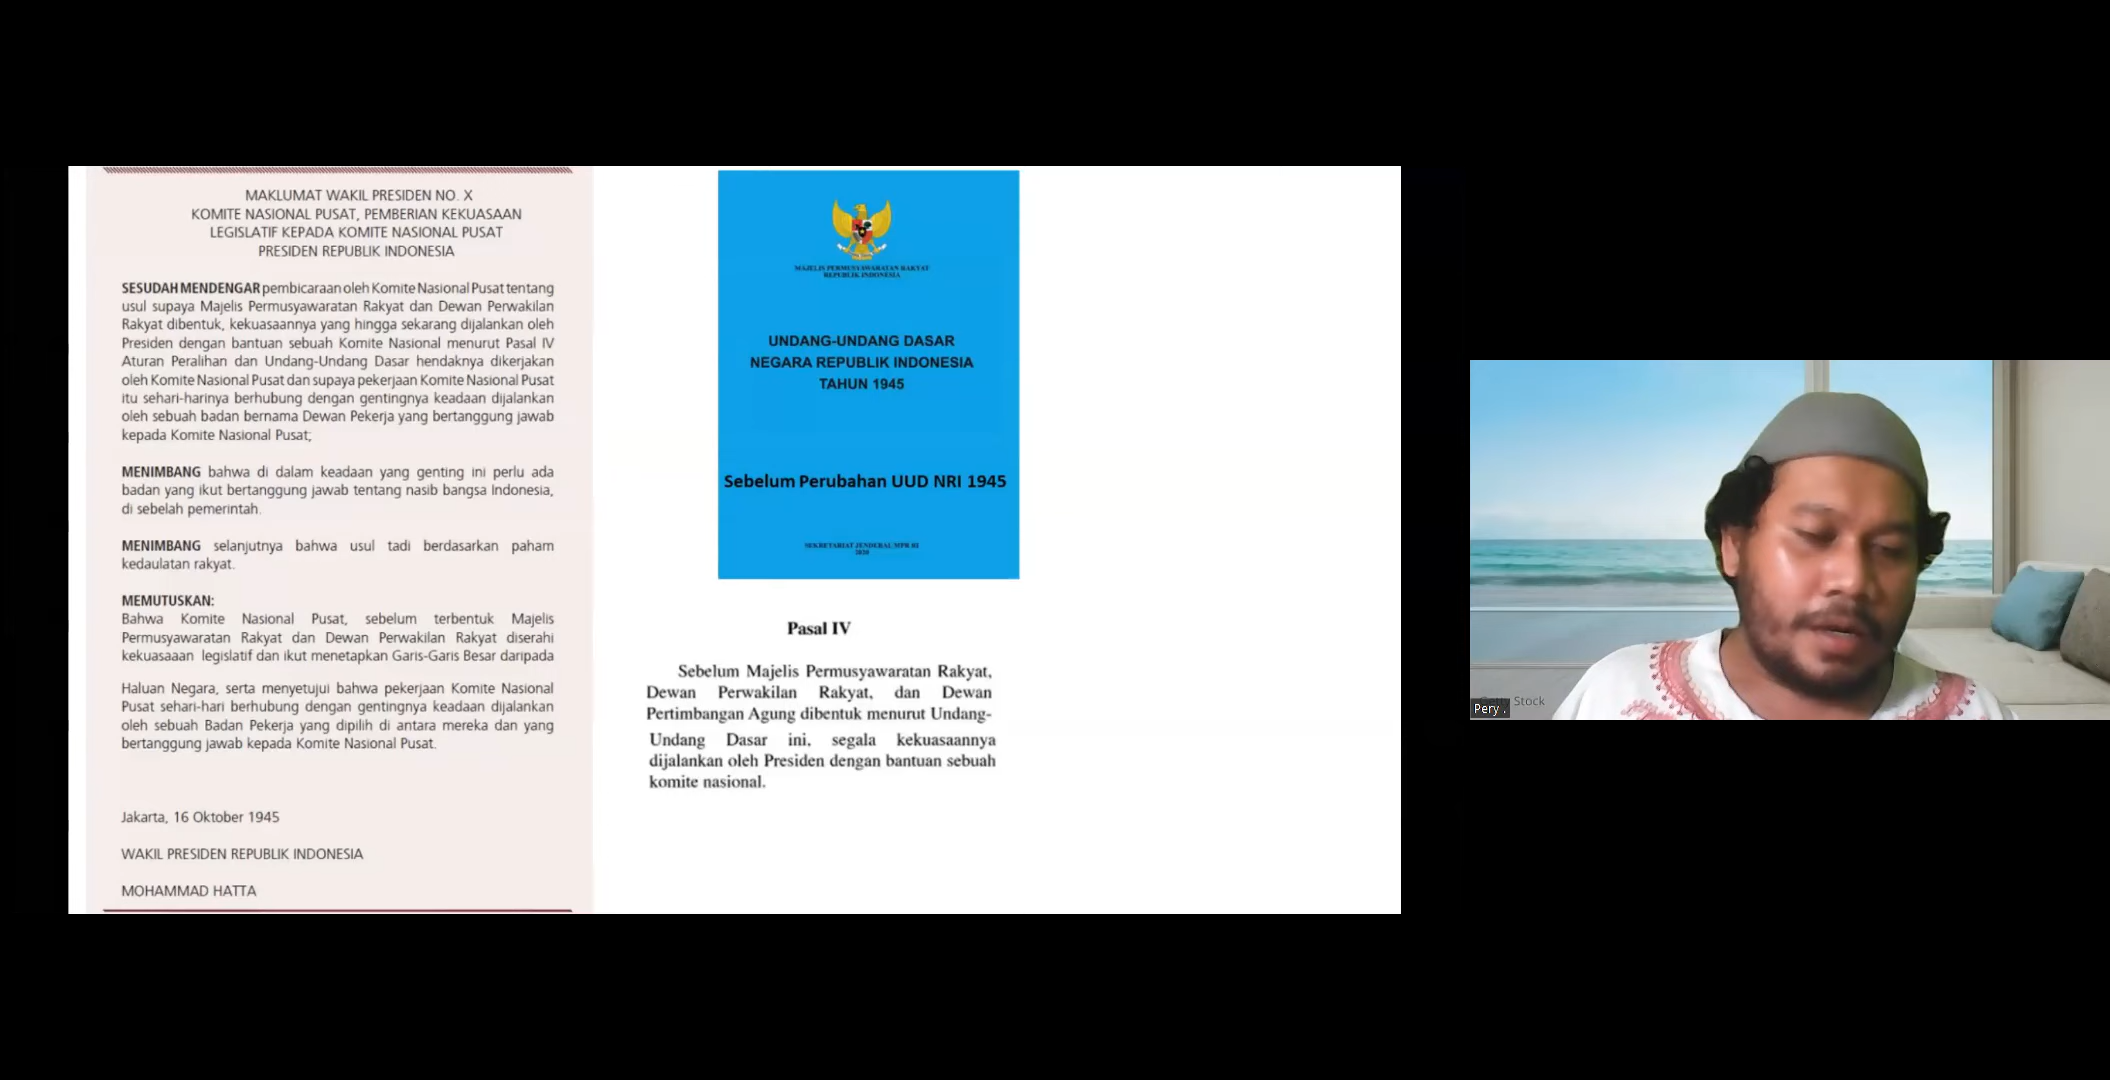 MAKLUMAT WAKIL PRESIDEN NO. X
KOMITE NASIONAL PUSAT, PEMBERIAN KEKUASAAN
LEGISLATIF KEPADA KOMITE NASIONAL PUSAT
PRESIDEN REPUBLIK INDONESIA
SESUDAH MENDENGAR pembicaraan oleh Komite Nasional Pusat tentang
usul supaya Majelis Permusyawaratan Rakyat dan Dewan Perwakilan
Rakyat dibentuk, kekuasaannya yang hingga sekarang dijalankan oleh
Presiden dengan bantuan sebuah Komite Nasional menurut Pasal IV
Aturan Peralihan dan Undang-Undang Dasar hendaknya dikerjakan
oleh Komite Nasional Pusat dan supaya pekerjaan Komite Nasional Pusat
itu sehari-harinya berhubung dengan gentingnya keadaan dijalankan
oleh sebuah badan bernama Dewan Pekerja yang bertanggung jawab
kepada Komite Nasional Pusat;
MENIMBANG bahwa di dalam keadaan yang genting ini perlu ada
badan yang ikut bertanggung jawab tentang nasib bangsa Indonesia,
di sebelah pemerintah.
MENIMBANG selanjutnya bahwa usul tadi berdasarkan paham
kedaulatan rakyat.
MEMUTUSKAN:
Bahwa Komite Nasional Pusat, sebelum terbentuk Majelis
Permusyawaratan Rakyat dan Dewan Perwakilan Rakyat diserahi
kekuasaaan legislatif dan ikut menetapkan Garis-Garis Besar daripada
Haluan Negara, serta menyetujui bahwa pekerjaan Komite Nasional
Pusat sehari-hari berhubung dengan gentingnya keadaan dijalankan
oleh sebuah Badan Pekerja yang dipilih di antara mereka dan yang
bertanggung jawab kepada Komite Nasional Pusat.
Jakarta, 16 Oktober 1945
WAKIL PRESIDEN REPUBLIK INDONESIA
MOHAMMAD HATTA
MAJELIS PERMUSYAWARATAN RAKYAT
REPUBLIK INDONESIA
UNDANG-UNDANG DASAR
NEGARA REPUBLIK INDONESIA
TAHUN 1945
Sebelum Perubahan UUD NRI 1945
SEKRETARIAT JENDERAL MPR RI
2020
Pasal IV
Sebelum Majelis Permusyawaratan Rakyat,
Dewan Perwakilan Rakyat, dan Dewan
Pertimbangan Agung dibentuk menurut Undang-
Undang Dasar ini, segala kekuasaannya
dijalankan oleh Presiden dengan bantuan sebuah
komite nasional.
Stock
Pery .